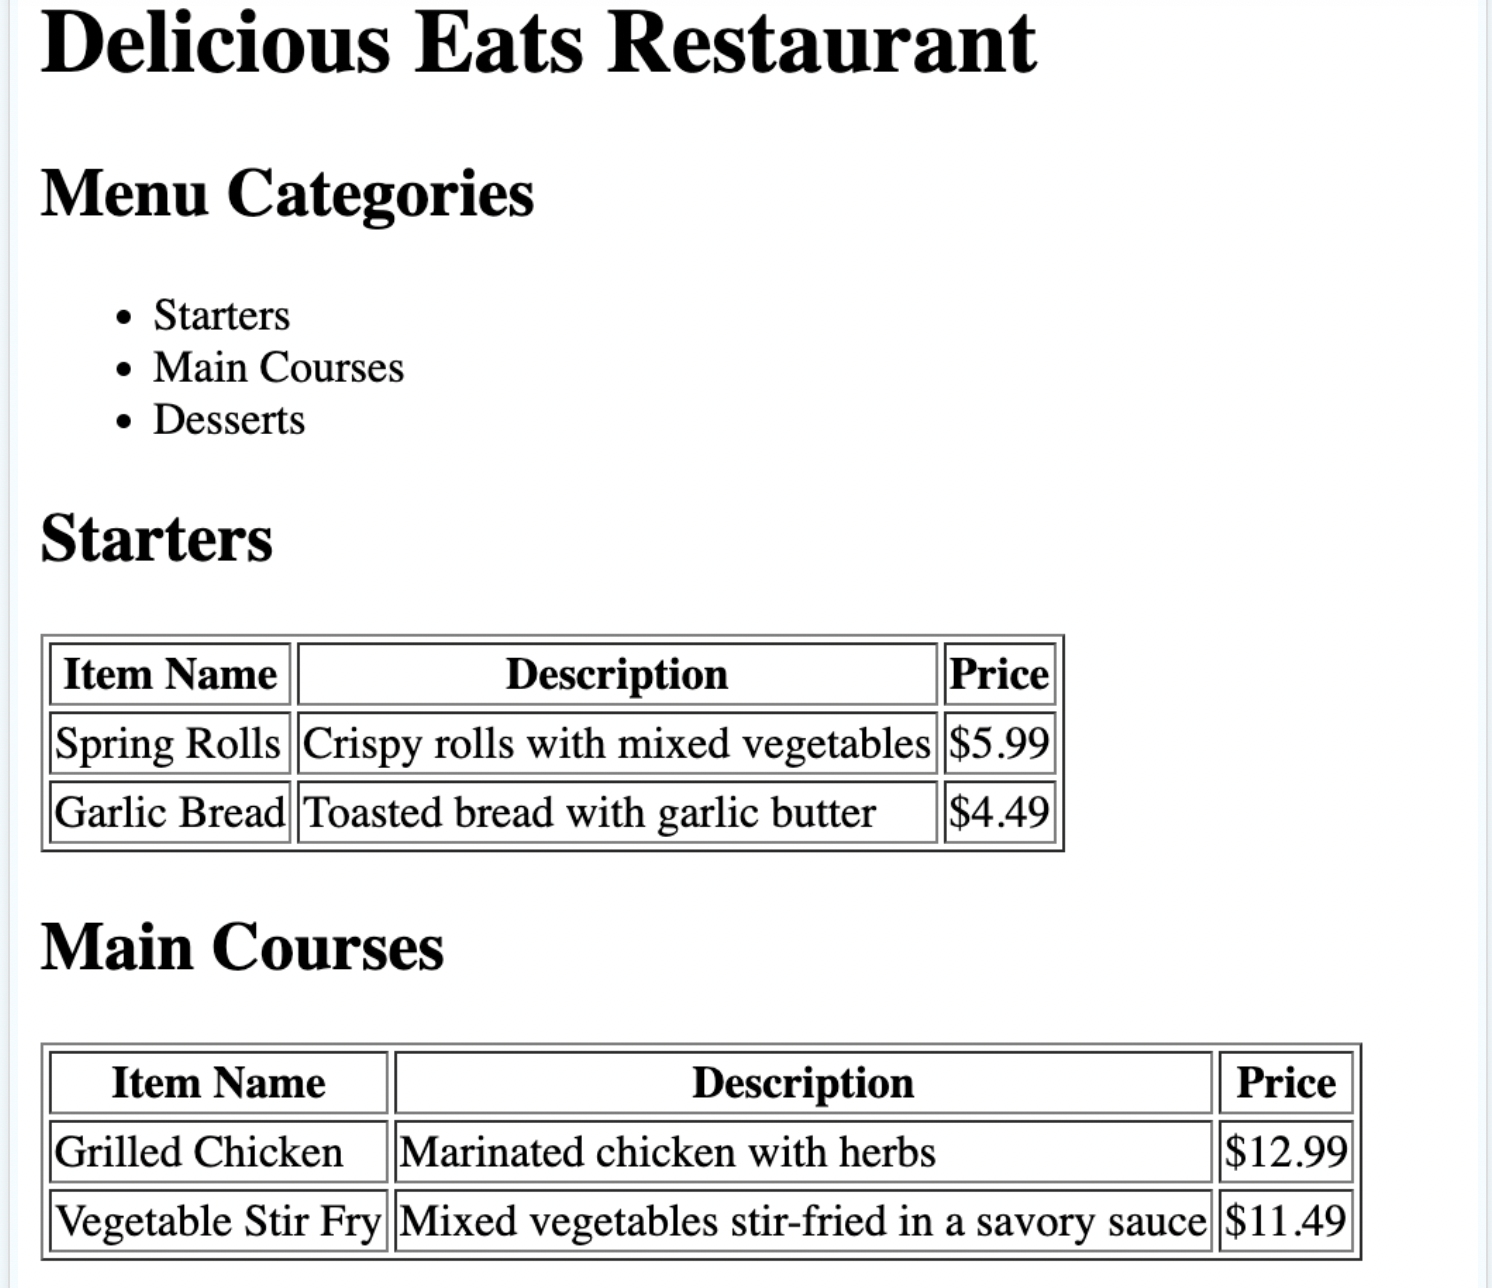 Delicious Eats Restaurant
Menu Categories
Starters
Main Courses
Desserts
Starters
Item Name Description Price
Spring Rolls Crispy rolls with mixed vegetables $5.99
Garlic Bread Toasted bread with garlic butter $4.49
Main Courses
Item Name Description Price
Grilled Chicken Marinated chicken with herbs $12.99
Vegetable Stir Fry Mixed vegetables stir-fried in a savory sauce $11.49